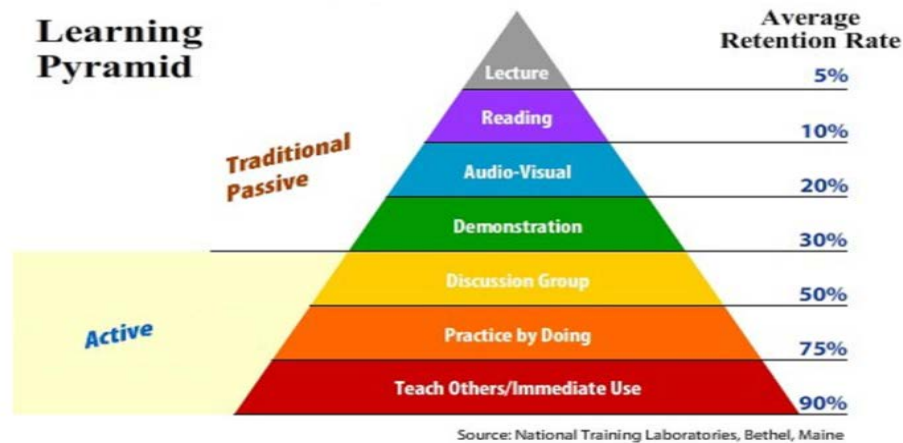 Learning
Pyramid
Average
Retention Rate
Lecture
5%
Reading
10%
Traditional
Passive
Audio-Visual
20%
Demonstration
30%
Discussion Group
50%
Active
Practice by Doing
75%
Teach Others/Immediate Use
90%
Source: National Training Laboratories, Bethel, Maine